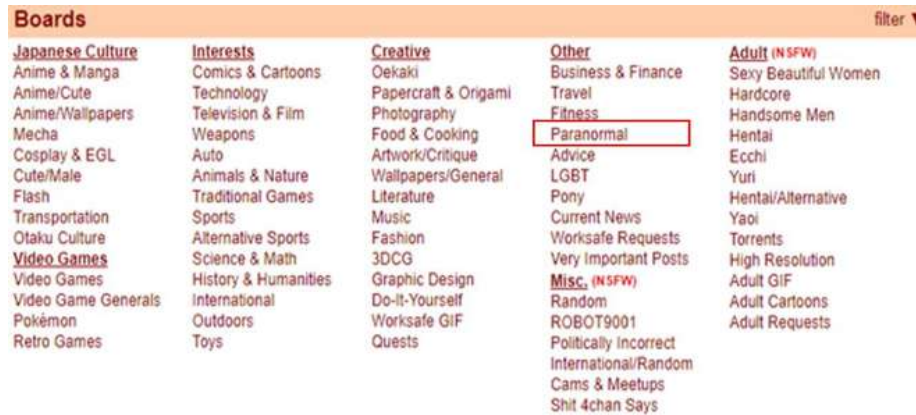 Boards
filter ▼
Japanese Culture
Anime & Manga
Anime/Cute
Anime/Wallpapers
Mecha
Cosplay & EGL
Cute/Male
Flash
Transportation
Otaku Culture
Video Games
Video Games
Video Game Generals
Pokémon
Retro Games
Interests
Comics & Cartoons
Technology
Television & Film
Weapons
Auto
Animals & Nature
Traditional Games
Sports
Alternative Sports
Science & Math
History & Humanities
International
Outdoors
Toys
Creative
Oekaki
Papercraft & Origami
Photography
Food & Cooking
Artwork/Critique
Wallpapers/General
Literature
Music
Fashion
3DCG
Graphic Design
Do-It-Yourself
Worksafe GIF
Quests
Other
Business & Finance
Travel
Fitness
Paranormal
Advice
LGBT
Pony
Current News
Worksafe Requests
Very Important Posts
Misc. (NSFW)
Random
ROBOT9001
Politically Incorrect
International/Random
Cams & Meetups
Shit 4chan Says
Adult (NSFW)
Sexy Beautiful Women
Hardcore
Handsome Men
Hentai
Ecchi
Yuri
Hentai/Alternative
Yaoi
Torrents
High Resolution
Adult GIF
Adult Cartoons
Adult Requests